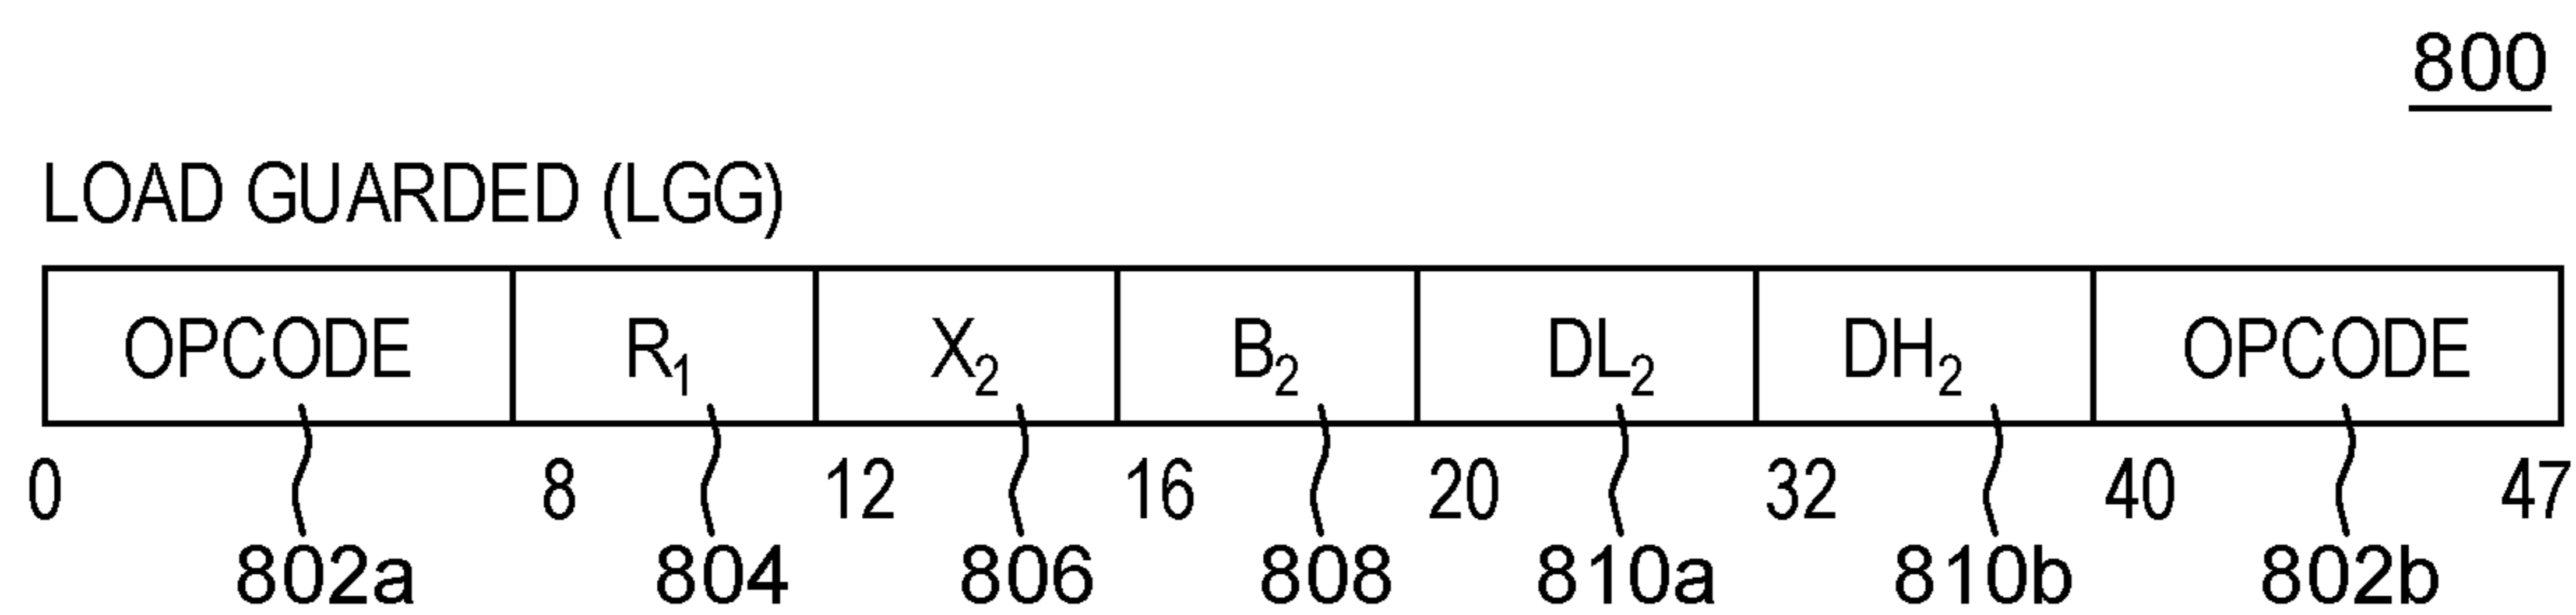 800
LOAD GUARDED (LGG)
OPCODE R₁ X₂ B₂ DL₂ DH₂ OPCODE
0 8 12 16 20 32 40 47
802a 804 806 808 810a 810b 802b